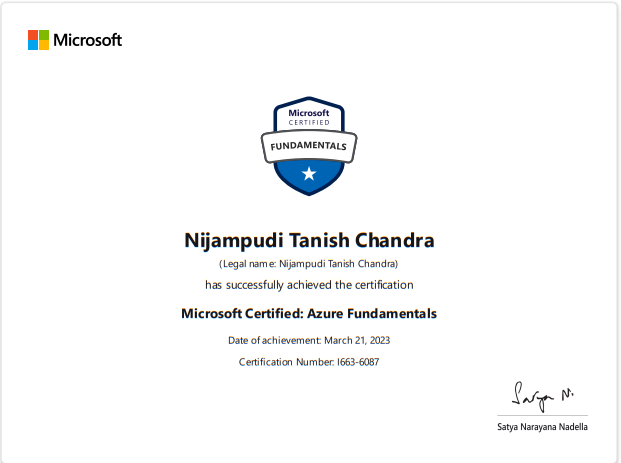 Microsoft
Microsoft
CERTIFIED
FUNDAMENTALS
Nijampudi Tanish Chandra
(Legal name: Nijampudi Tanish Chandra)
has successfully achieved the certification
Microsoft Certified: Azure Fundamentals
Date of achievement: March 21, 2023
Certification Number: I663-6087
Satya N.
Satya Narayana Nadella